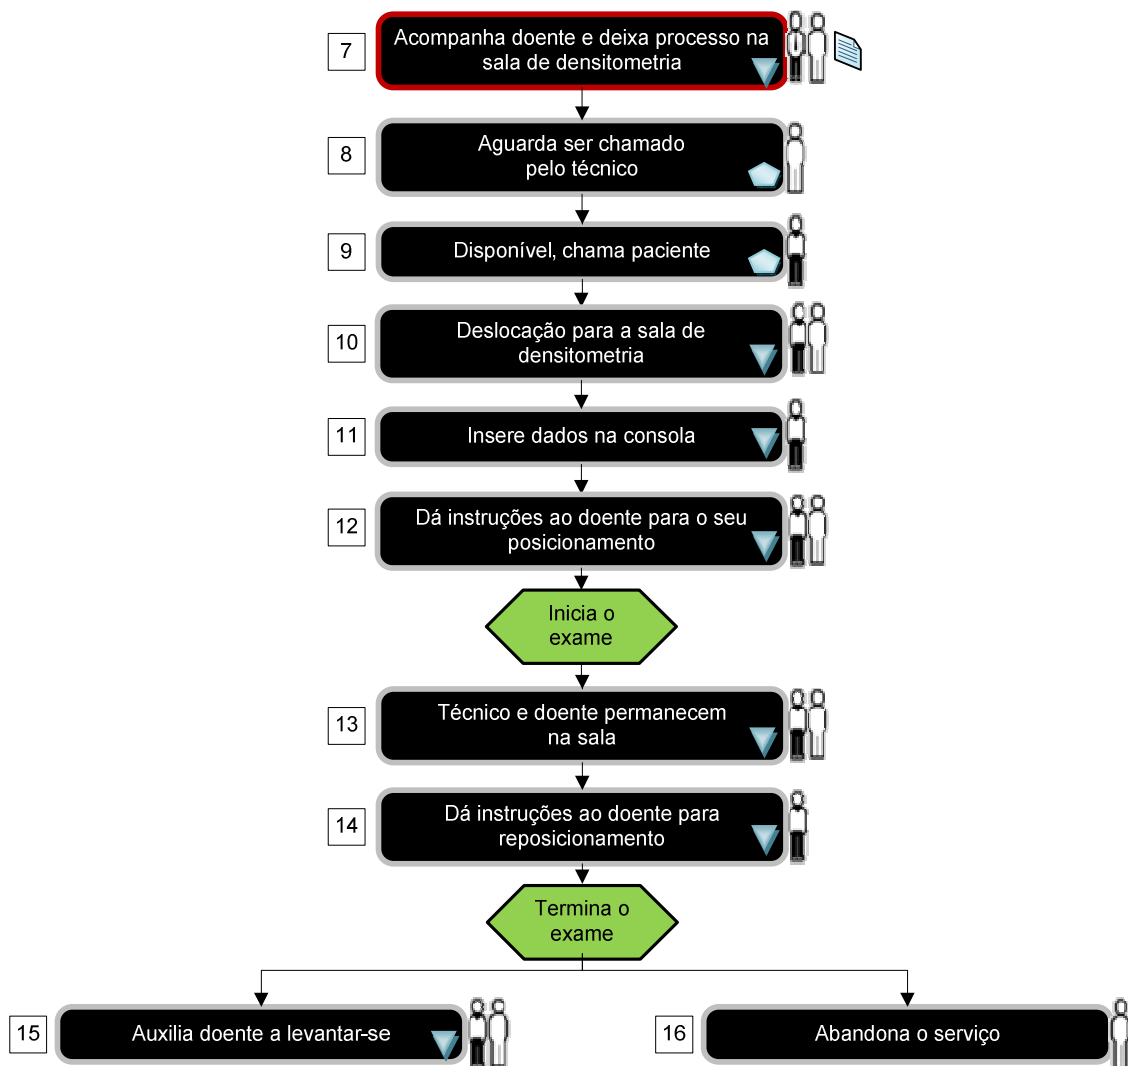 7
Acompanha doente e deixa processo na
sala de densitometria
8
Aguarda ser chamado
pelo técnico
9
Disponível, chama paciente
10
Deslocação para a sala de
densitometria
11
Insere dados na consola
12
Dá instruções ao doente para o seu
posicionamento
Inicia o
exame
13
Técnico e doente permanecem
na sala
14
Dá instruções ao doente para
reposicionamento
Termina o
exame
15
Auxilia doente a levantar-se
16
Abandona o serviço